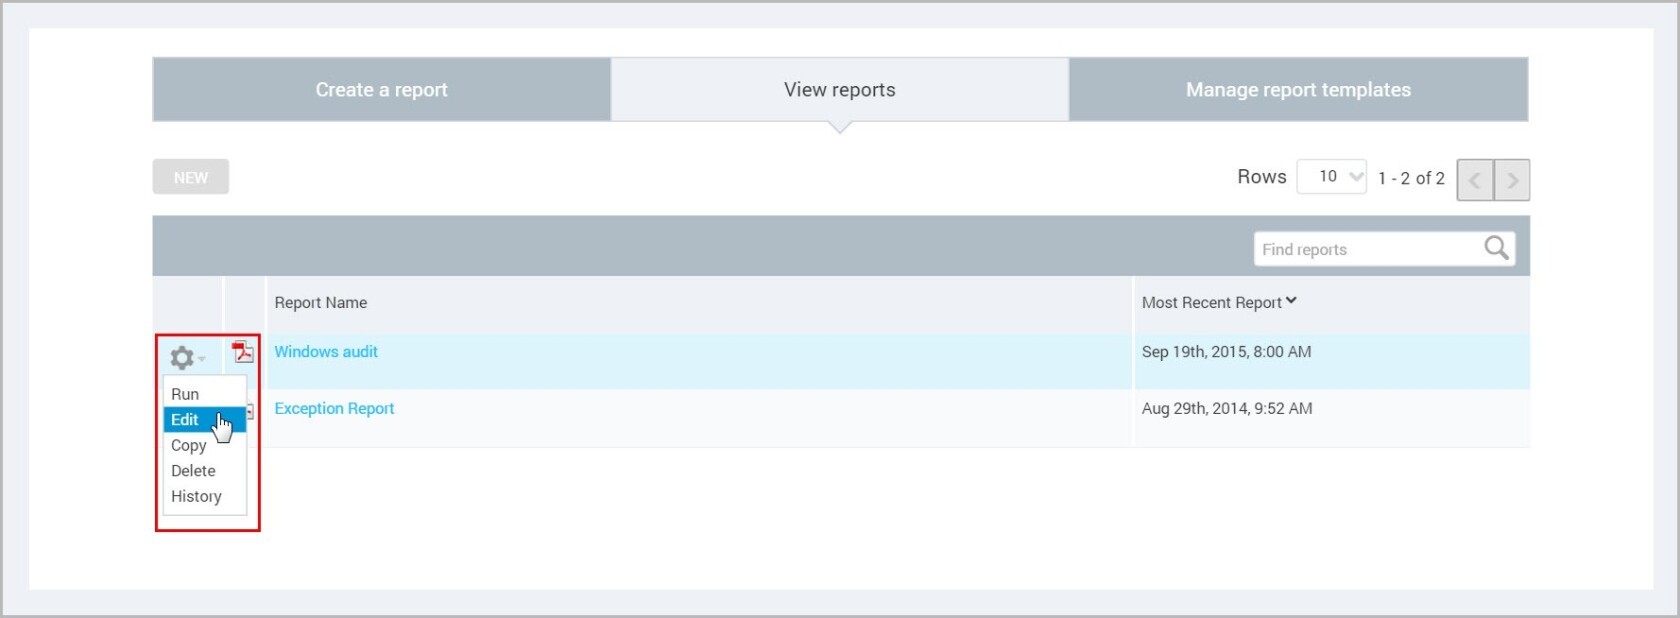 Create a report
View reports
Manage report templates
NEW
Rows 10 1 - 2 of 2
Find reports
Report Name
Most Recent Report
Windows audit
Sep 19th, 2015, 8:00 AM
Run
Edit
Exception Report
Aug 29th, 2014, 9:52 AM
Copy
Delete
History